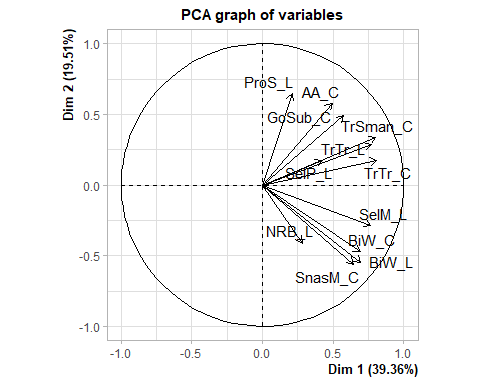 PCA graph of variables
Dim 2 (19.51%)
1.0
0.5
0.0
-0.5
-1.0
ProS_L
AA_C
GoSub_C
TrSman_C
TrTr_L
SelP_L
TrTr_C
SelM_L
NRB_L
BiW_C
BiW_L
SnasM_C
-1.0 -0.5 0.0 0.5 1.0
Dim 1 (39.36%)